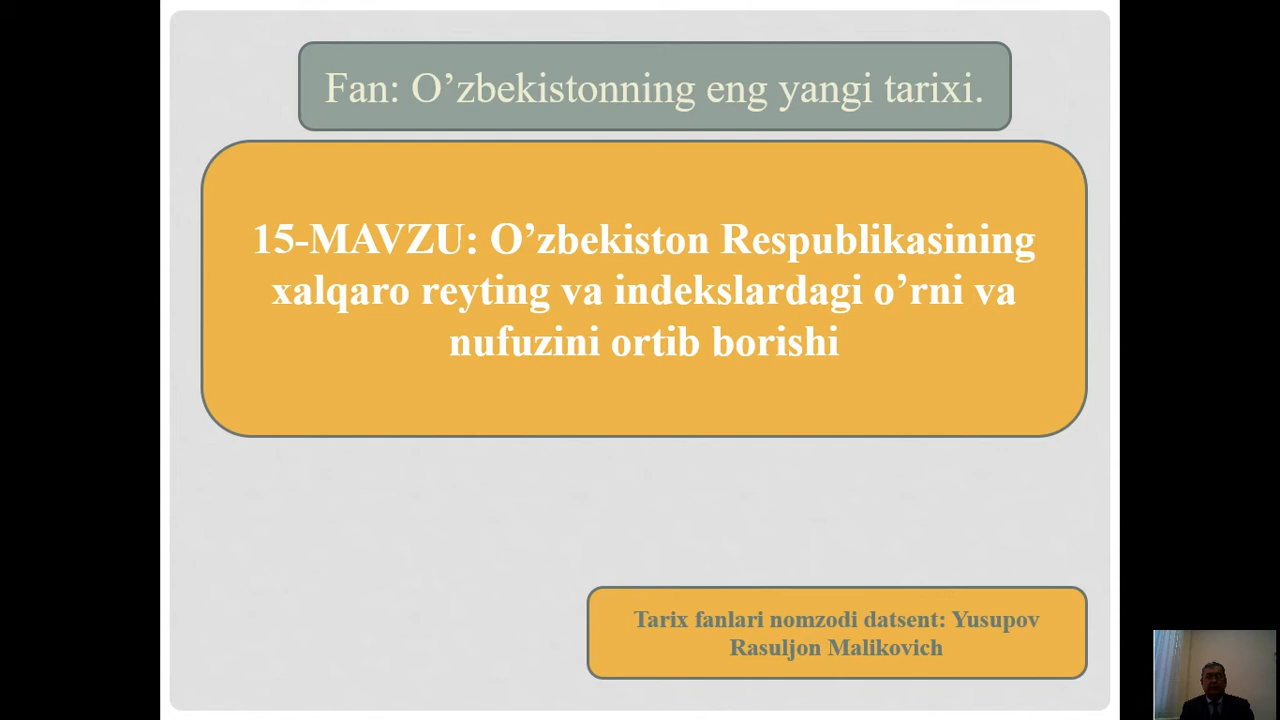 Fan: O’zbekistonning eng yangi tarixi.
15-MAVZU: O’zbekiston Respublikasining
xalqaro reyting va indekslardagi o’rni va
nufuzini ortib borishi
Tarix fanlari nomzodi datsent: Yusupov
Rasuljon Malikovich